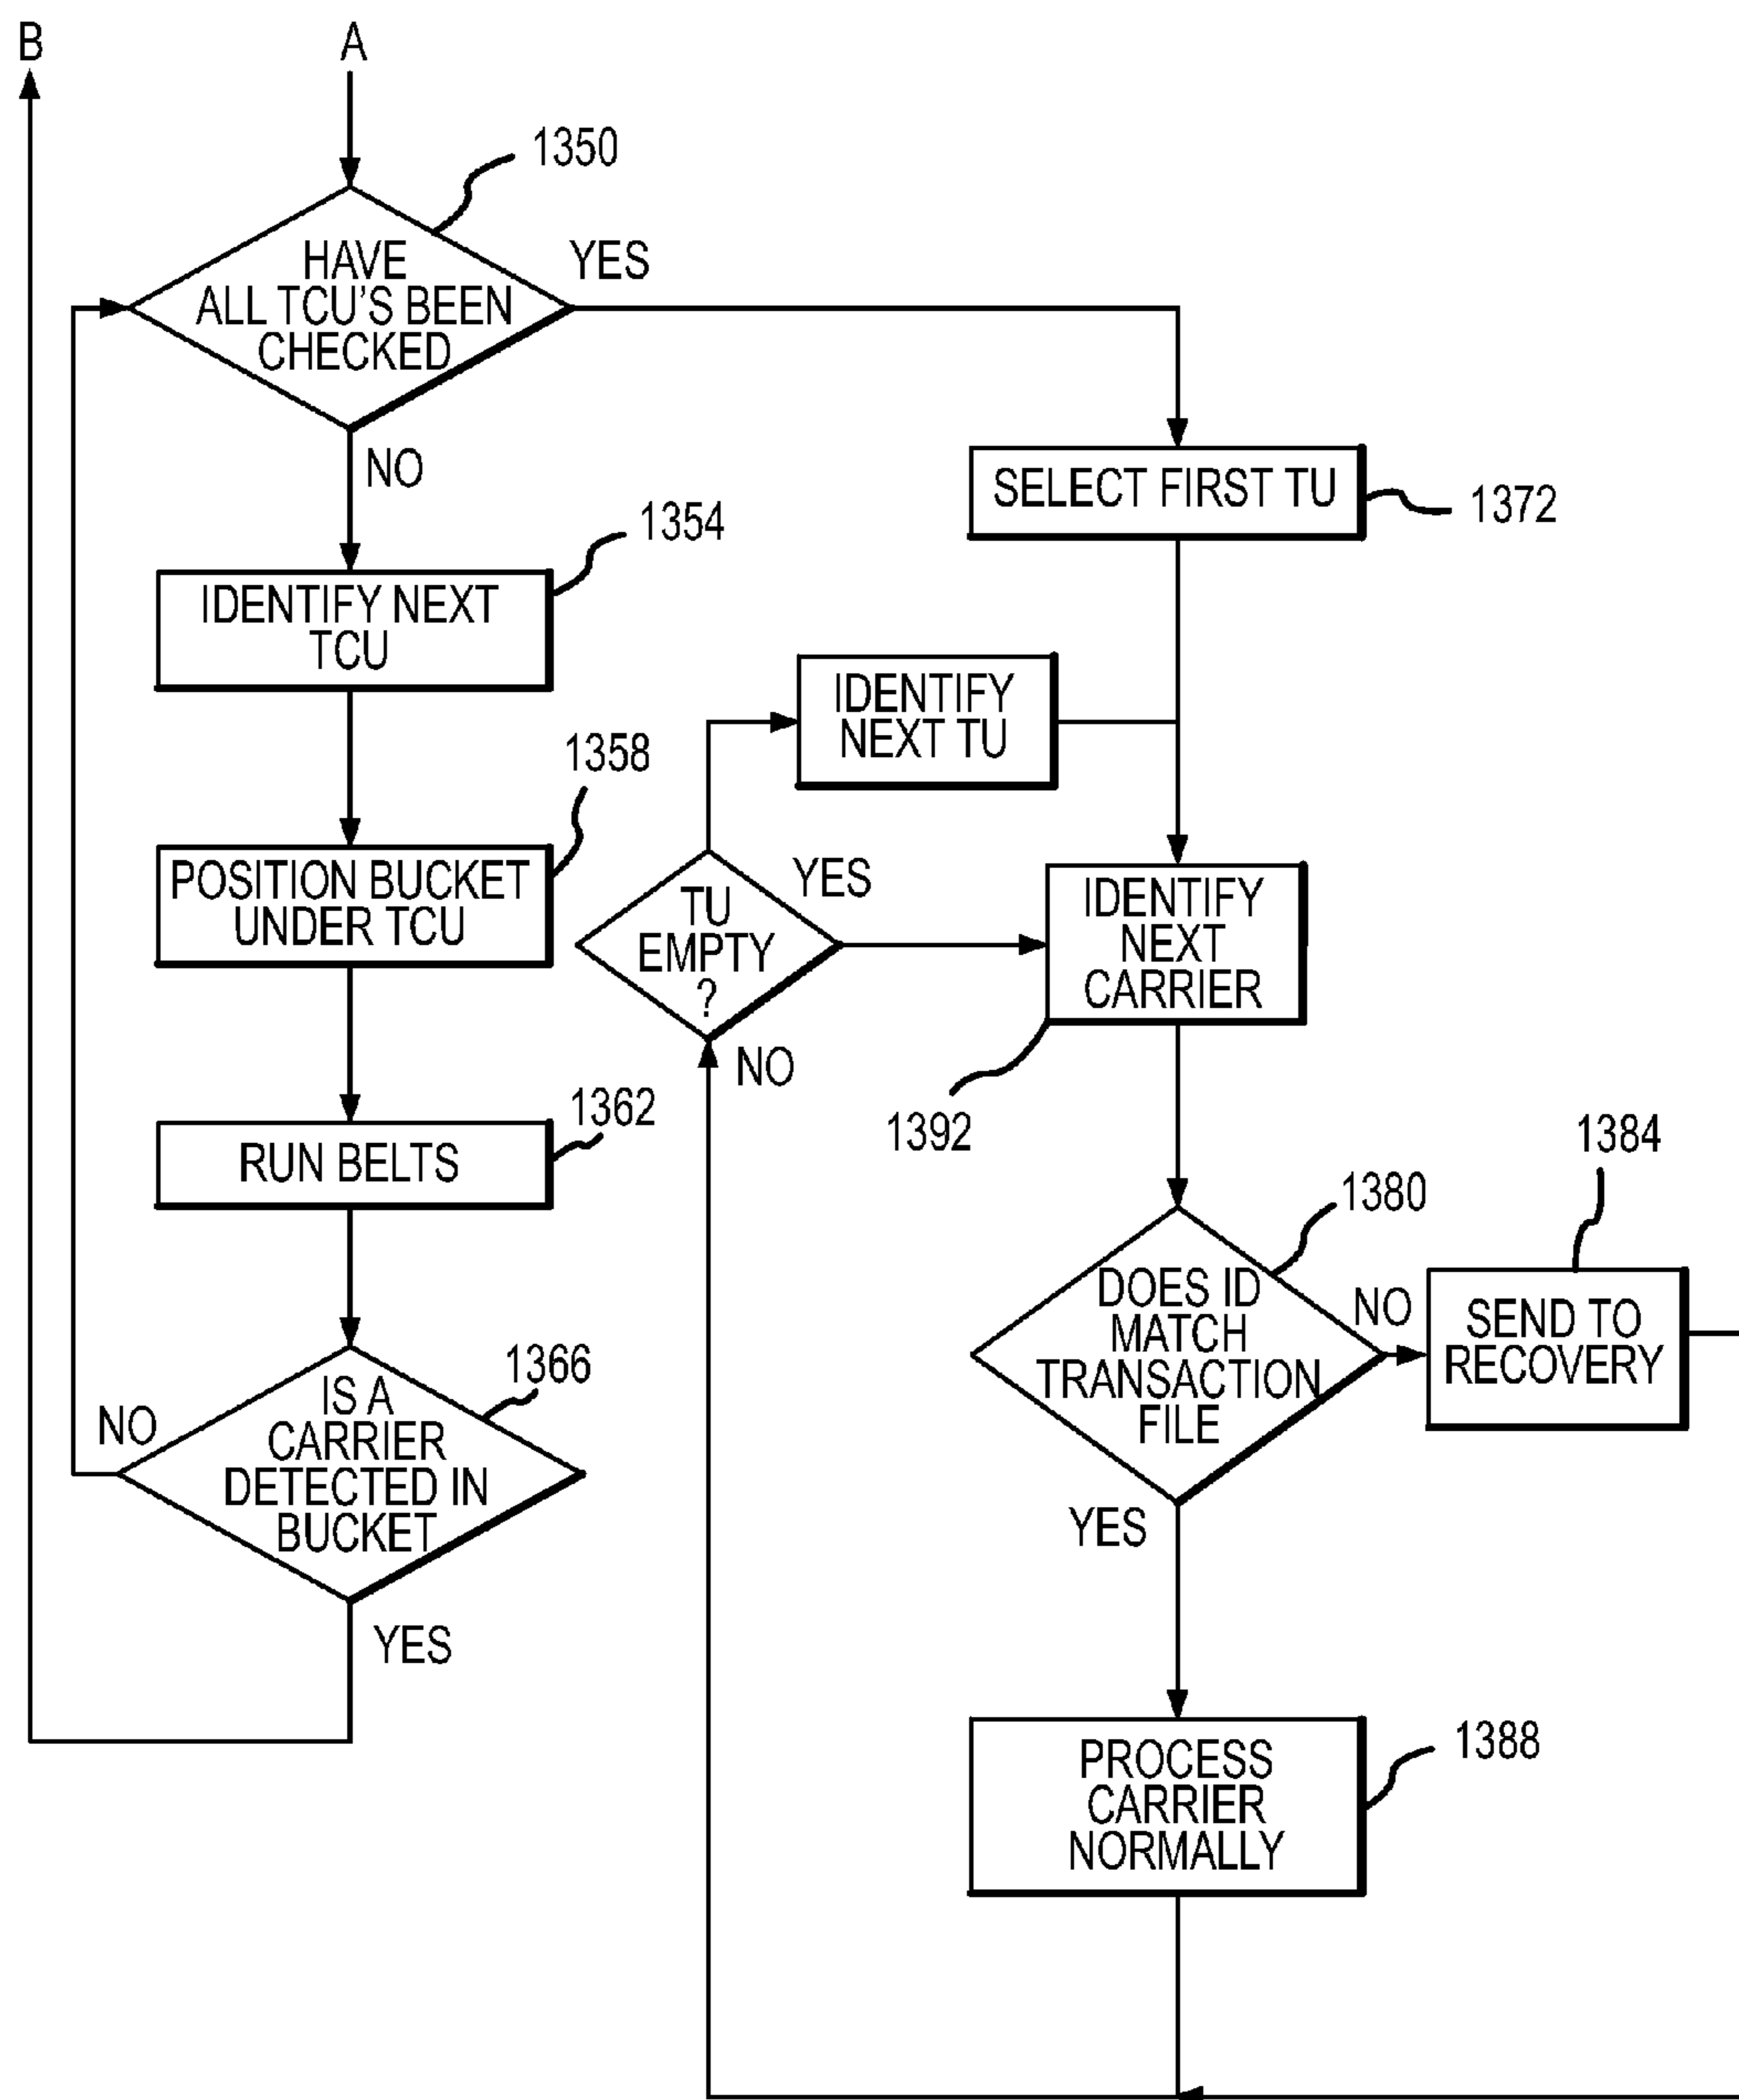 B
A
1350
HAVE
ALL TCU'S BEEN
CHECKED
YES
NO
1354
IDENTIFY NEXT
TCU
1358
POSITION BUCKET
UNDER TCU
1362
RUN BELTS
1366
IS A
CARRIER
DETECTED IN
BUCKET
NO
YES
SELECT FIRST TU
1372
IDENTIFY
NEXT TU
TU
EMPTY
?
YES
NO
IDENTIFY
NEXT
CARRIER
1392
1380
DOES ID
MATCH
TRANSACTION
FILE
NO
YES
1384
SEND TO
RECOVERY
PROCESS
CARRIER
NORMALLY
1388